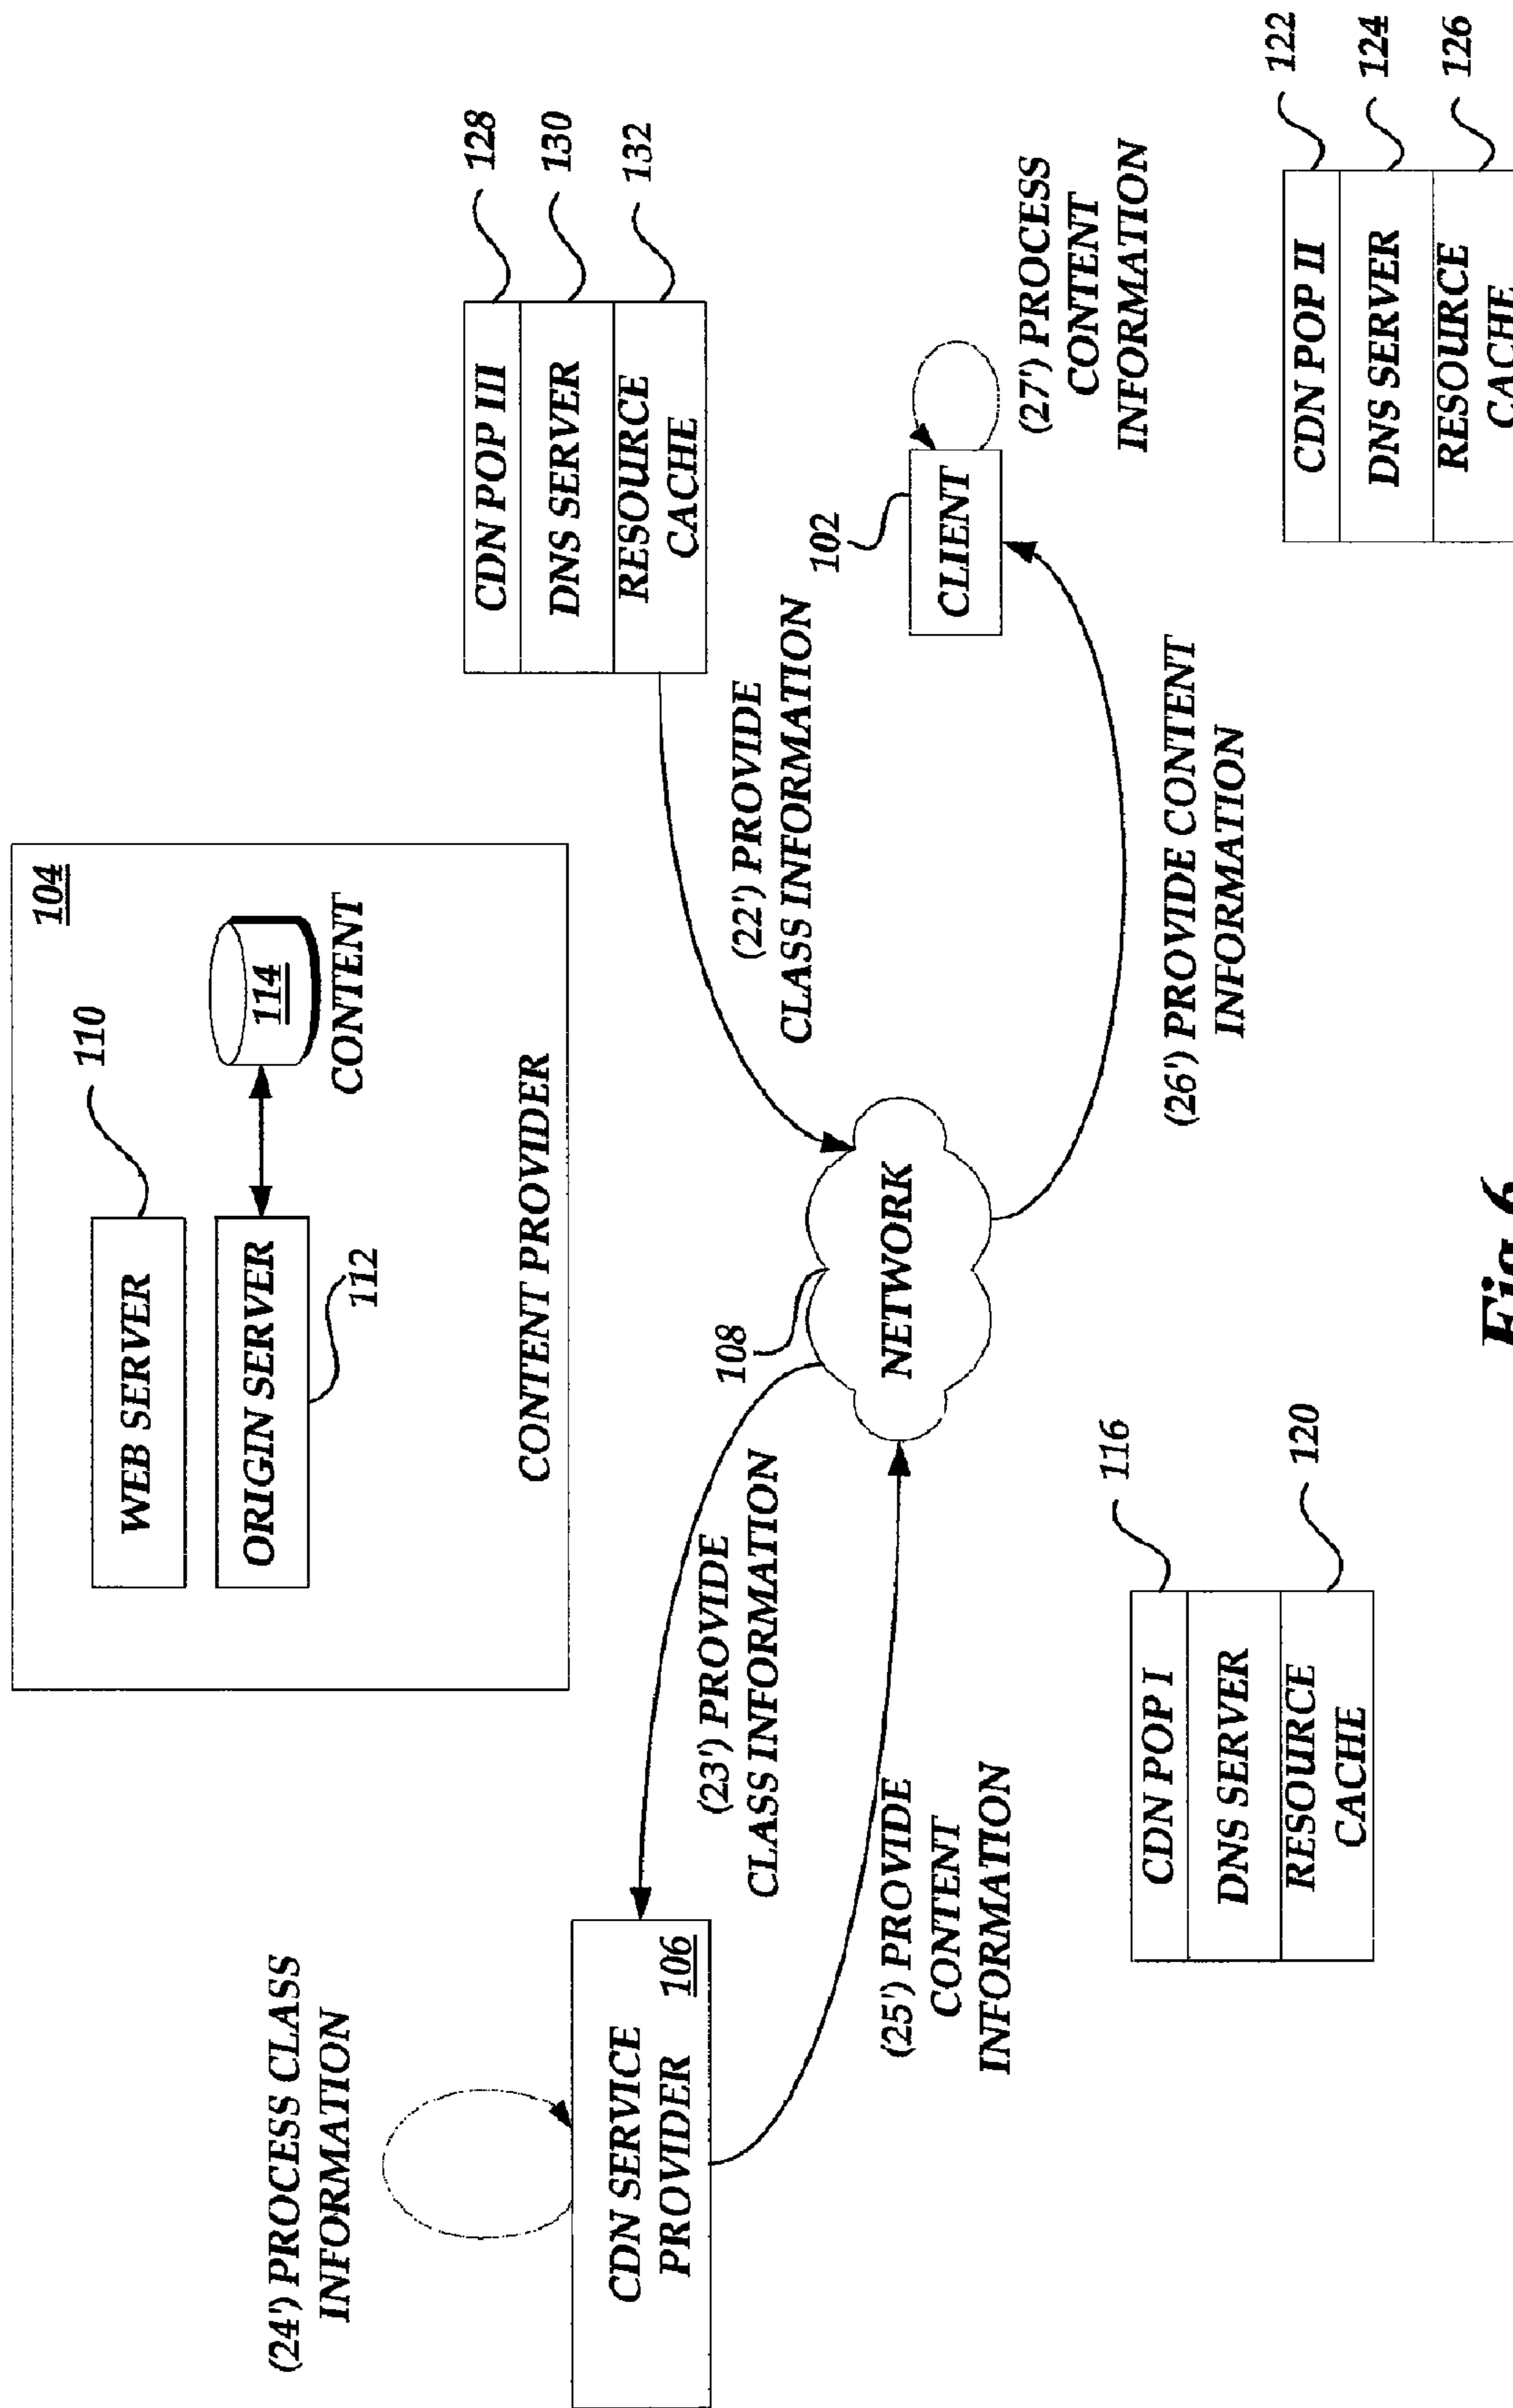 104
WEB SERVER
110
ORIGIN SERVER
112
114
CONTENT
CONTENT PROVIDER
(24') PROCESS CLASS
INFORMATION
CDN SERVICE
PROVIDER
106
(23') PROVIDE
CLASS INFORMATION
(25') PROVIDE
CONTENT
INFORMATION
108
NETWORK
(22') PROVIDE
CLASS INFORMATION
CDN POP III
128
DNS SERVER
130
RESOURCE
CACHE
132
102
CLIENT
(27') PROCESS
CONTENT
INFORMATION
(26') PROVIDE CONTENT
INFORMATION
CDN POP I
116
DNS SERVER
RESOURCE
CACHE
120
CDN POP II
122
DNS SERVER
124
RESOURCE
CACHE
126
Fig.6.